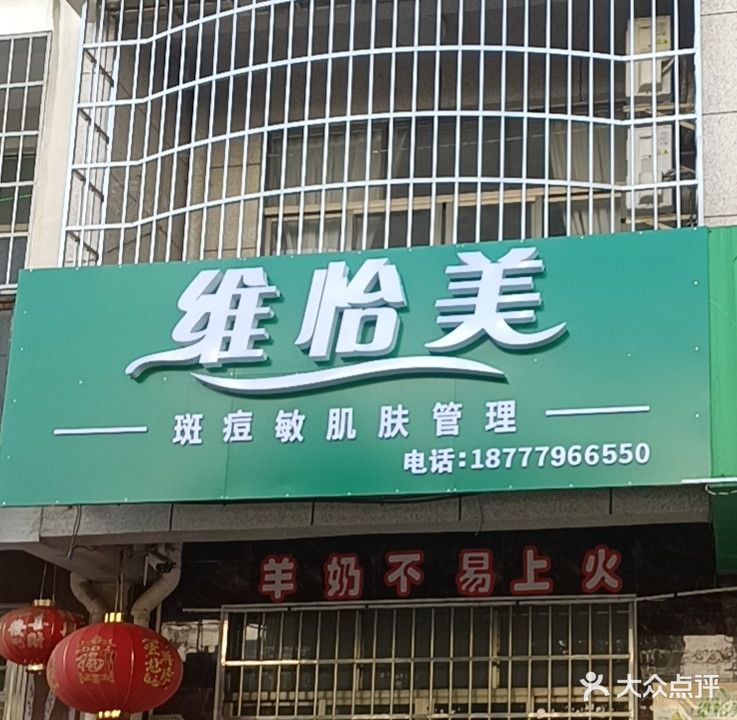 维怡美
斑痘敏肌肤管理
电话:18777966550
羊奶不易上火
福
大众点评